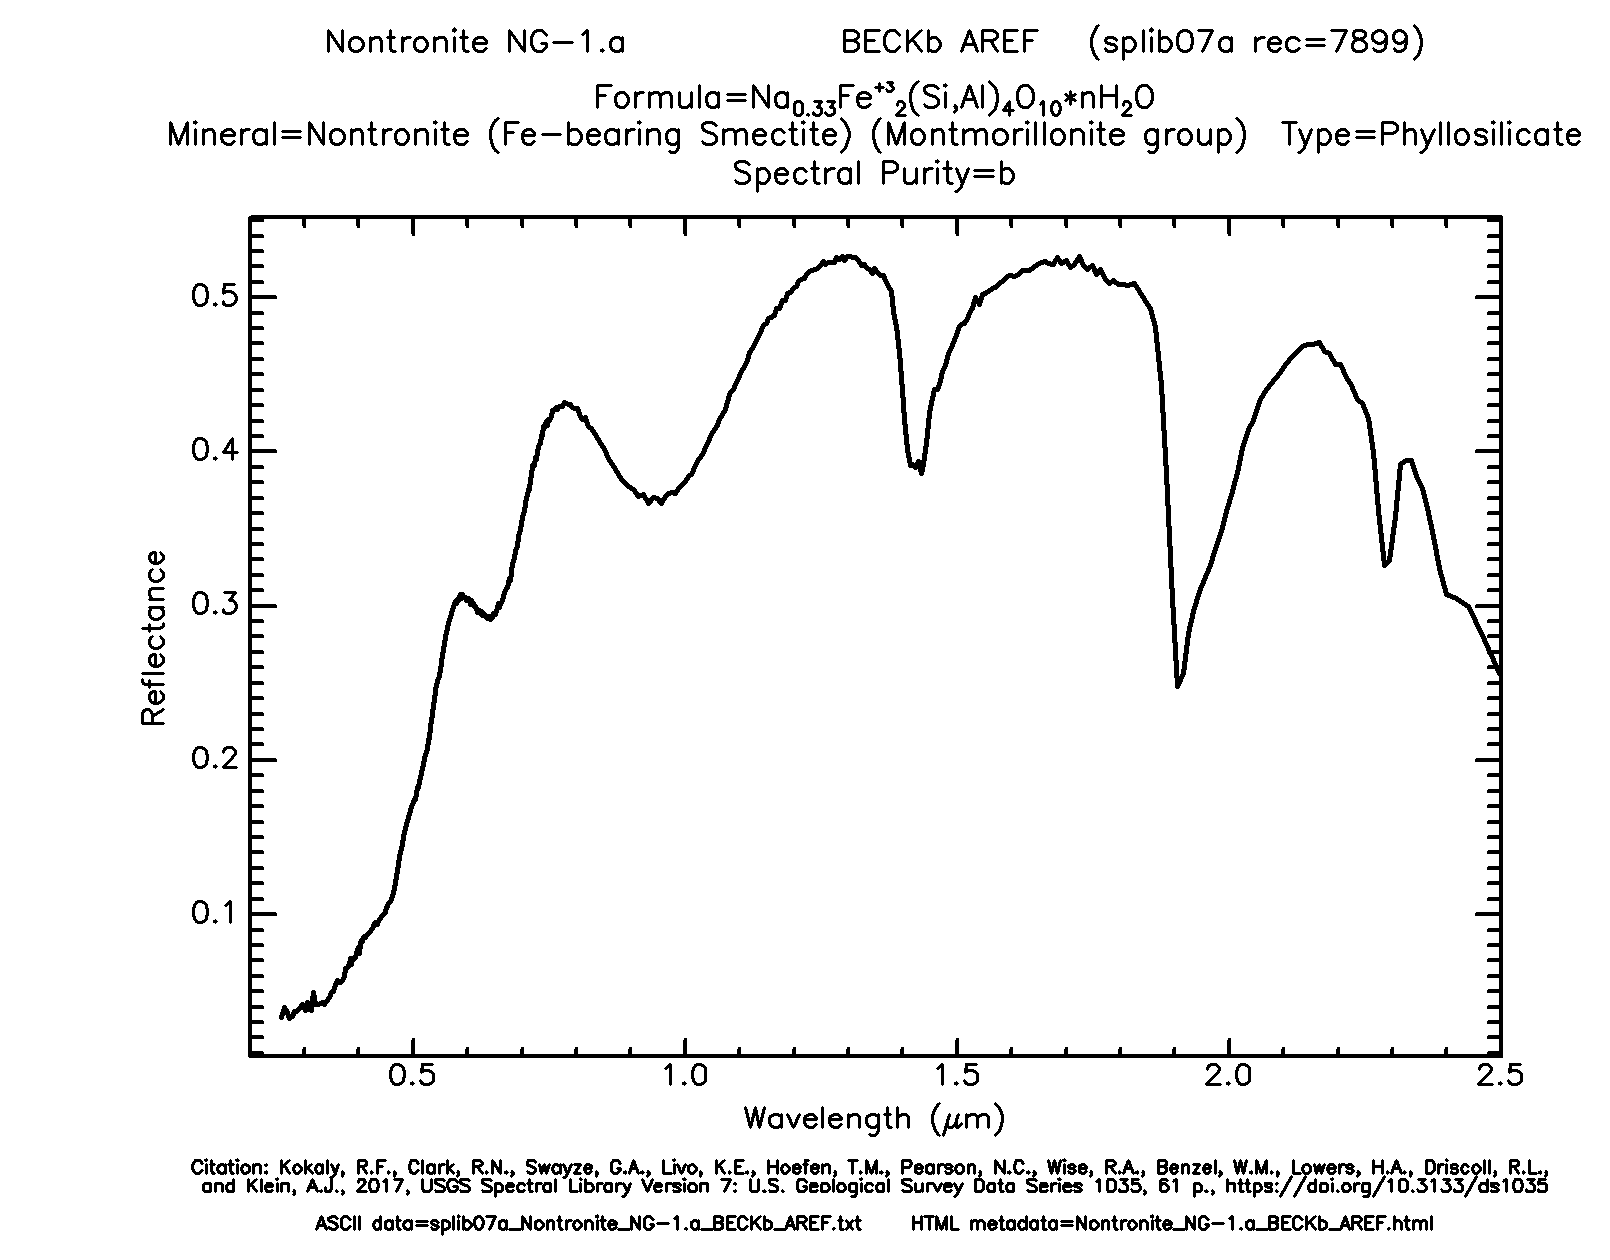 Nontronite NG-1.a BECKb AREF (splib07a rec=7899)
Formula=Na₀.₃₃Fe⁺³₂(Si,Al)₄O₁₀*nH₂O
Mineral=Nontronite (Fe-bearing Smectite) (Montmorillonite group) Type=Phyllosilicate
Spectral Purity=b
0.5
0.4
0.3
0.2
0.1
Reflectance
0.5 1.0 1.5 2.0 2.5
Wavelength (μm)
Citation: Kokaly, R.F., Clark, R.N., Swayze, G.A., Livo, K.E., Hoefen, T.M., Pearson, N.C., Wise, R.A., Benzel, W.M., Lowers, H.A., Driscoll, R.L.,
and Klein, A.J., 2017, USGS Spectral Library Version 7: U.S. Geological Survey Data Series 1035, 61 p., https://doi.org/10.3133/ds1035
ASCII data=splib07a_Nontronite_NG-1.a_BECKb_AREF.txt HTML metadata=Nontronite_NG-1.a_BECKb_AREF.html